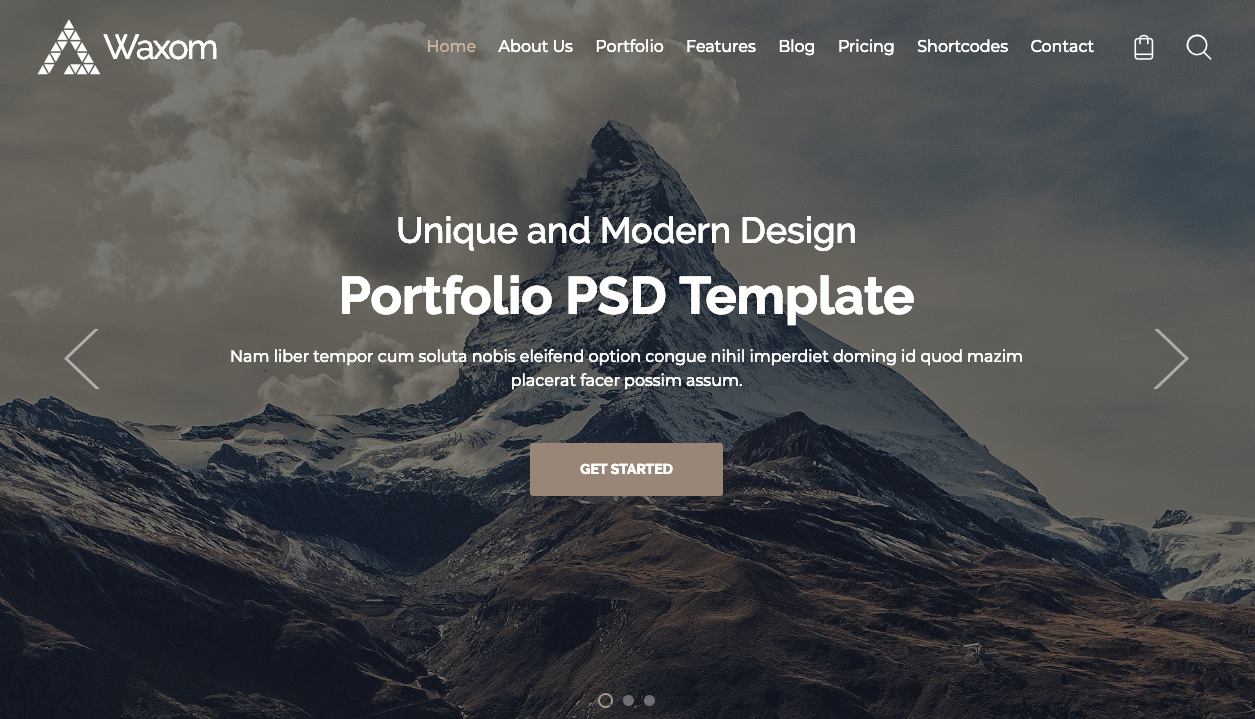 Waxom
Home About Us Portfolio Features Blog Pricing Shortcodes Contact
Unique and Modern Design
Portfolio PSD Template
Nam liber tempor cum soluta nobis eleifend option congue nihil imperdiet doming id quod mazim
placerat facer possim assum.
GET STARTED